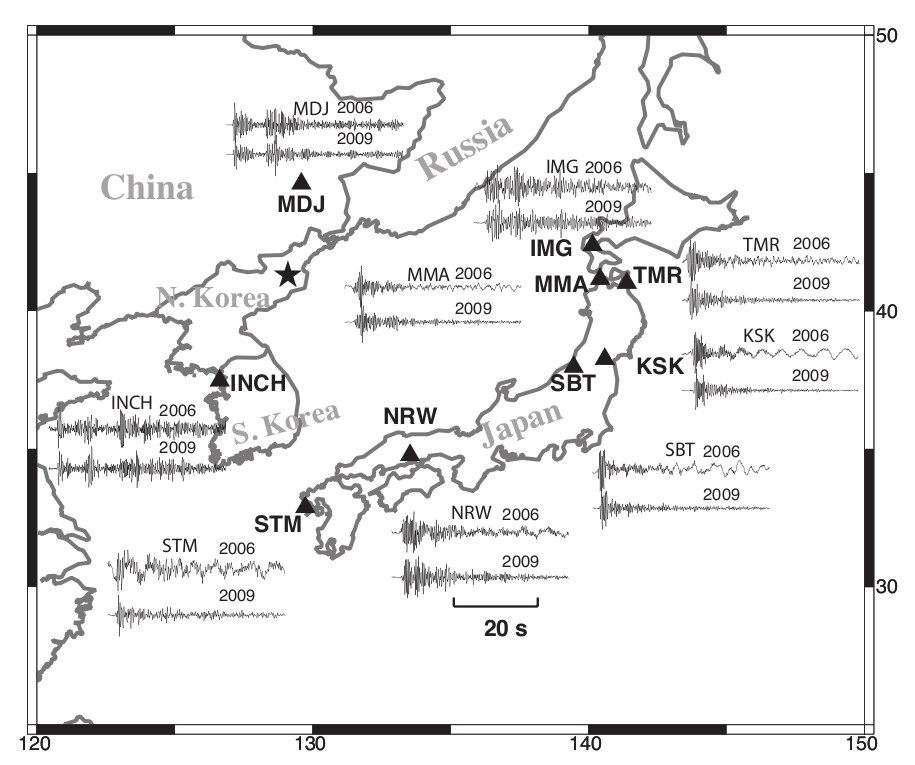 50
MDJ 2006
2009
China
Russia
MDJ
IMG 2006
2009
IMG
TMR 2006
2009
MMA 2006
2009
MMA
TMR
N. Korea
40
KSK 2006
2009
KSK
SBT
INCH
INCH 2006
2009
S. Korea
NRW
Japan
SBT 2006
2009
STM
NRW 2006
2009
STM 2006
2009
30
20 s
120
130
140
150